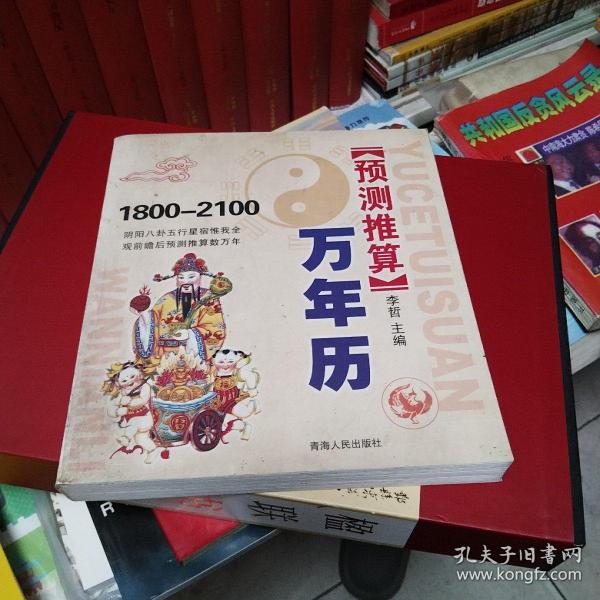 1800-2100
阴阳八卦五行星宿惟我全
观前瞻后预测推算数万年
【预测推算】
万年历
李哲 主编
YUCETUISUAN
青海人民出版社
共和国反贪风云录
孔夫子旧书网
www.kongfz.com